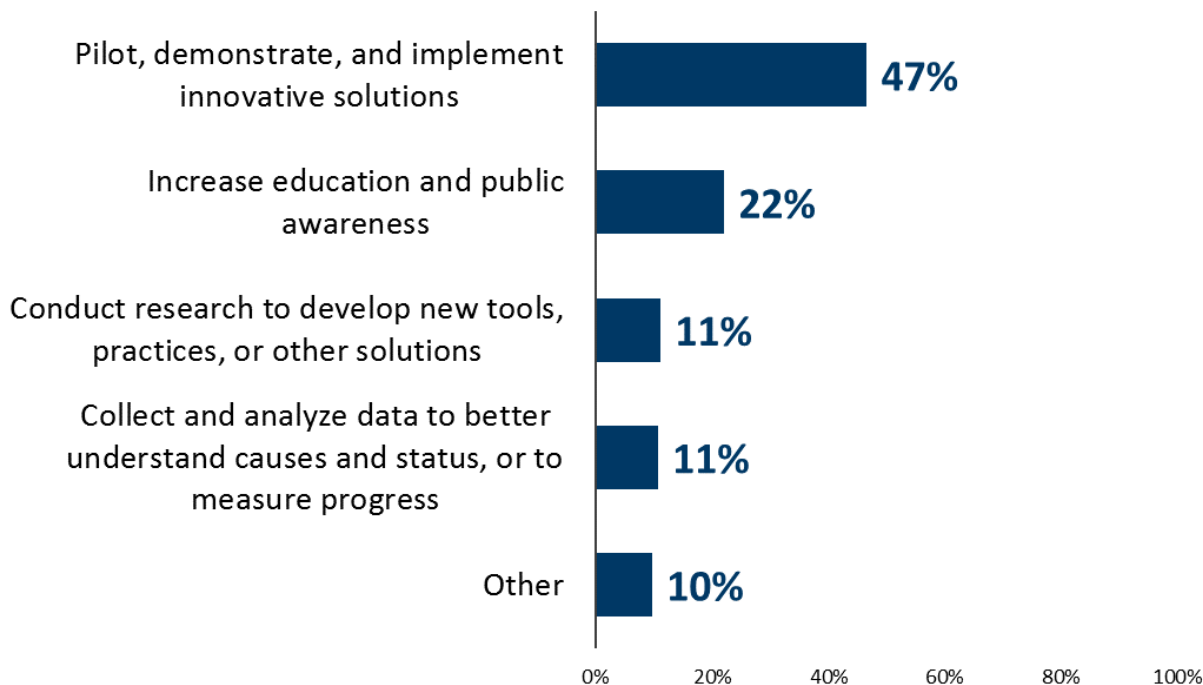 Pilot, demonstrate, and implement
innovative solutions
47%
Increase education and public
awareness
22%
Conduct research to develop new tools,
practices, or other solutions
11%
Collect and analyze data to better
understand causes and status, or to
measure progress
11%
Other
10%
0% 20% 40% 60% 80% 100%